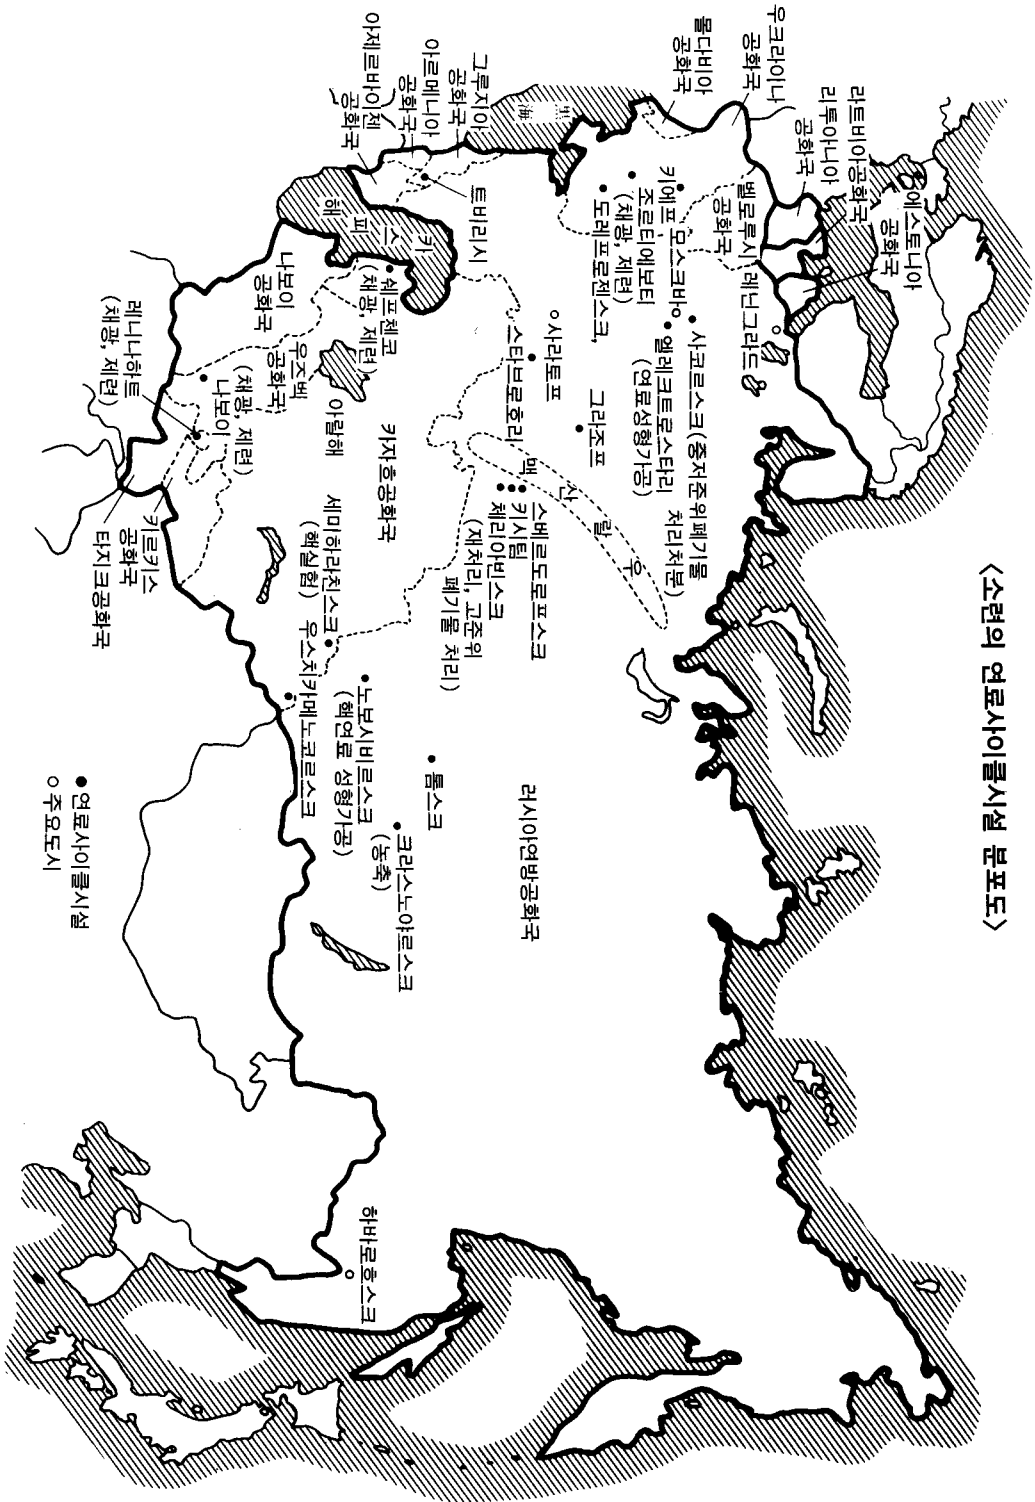 〈소련의 연료사이클시설 분포도〉
에스토니아
공화국
라트비아공화국
리투아니아
공화국
우크라이나
공화국
몰다비아
공화국
벨로루시
공화국
레닌그라드
그루지아
공화국
아르메니아
공화국
아제르바이젠
공화국
黑海
트비리시
카스피해
키예프
모스크바
조르티에보티
(채광, 제련)
도레프로젠스크,
사코르스크(중저준위폐기물
처리처분)
엘레크트로스타리
(연료성형가공)
그라조프
사라토프
스타브로호리,
우랄산맥
스베르도로프스크
키시팀
체리아빈스크
(재처리, 고준위
폐기물 처리)
쉐프첸코
(채광, 제련)
아랄해
카자흐공화국
나보이
공화국
우즈벡
공화국
나보이
(채광, 제련)
레니나하트
(채광, 제련)
키르키스
공화국
타지크공화국
세미하라친스크
(핵실험)
우스치카메노코르스크
노보시비르스크
(핵연료 성형가공)
톰스크
크라스노야르스크
(농축)
러시아연방공화국
하바로흐스크
●연료사이클시설
○주요도시